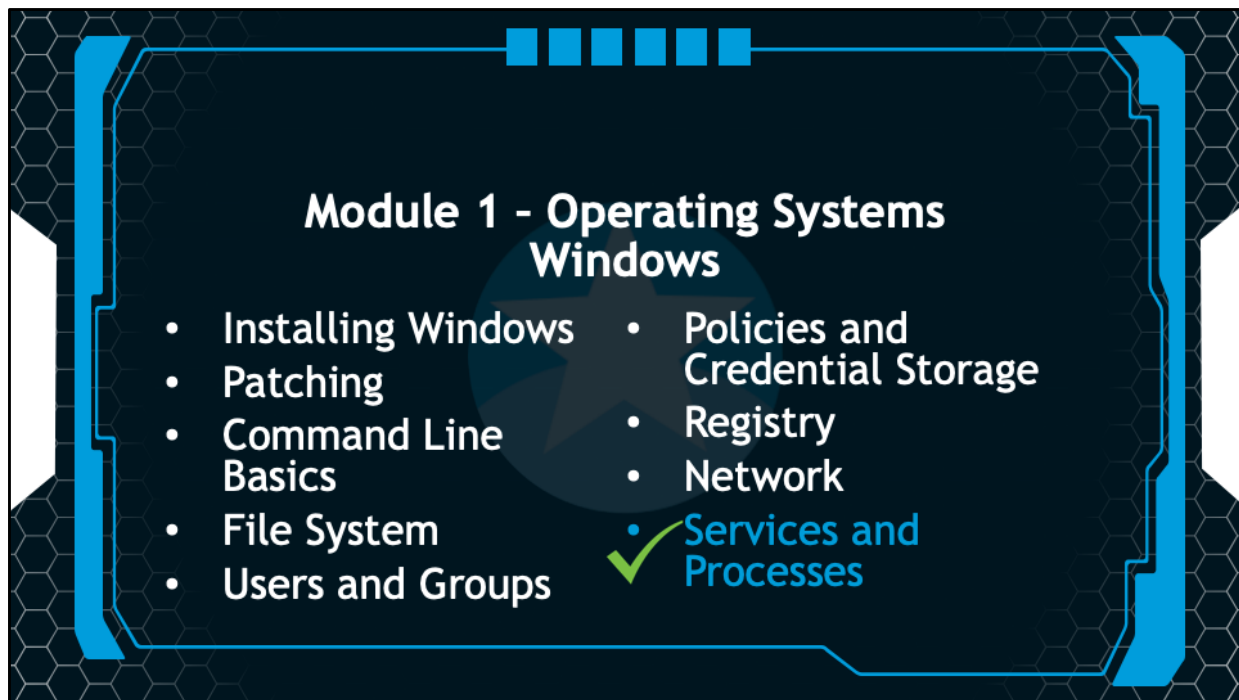 Module 1 - Operating Systems
Windows
• Installing Windows
• Patching
• Command Line
Basics
• File System
• Users and Groups
• Policies and
Credential Storage
• Registry
• Network
• Services and
Processes